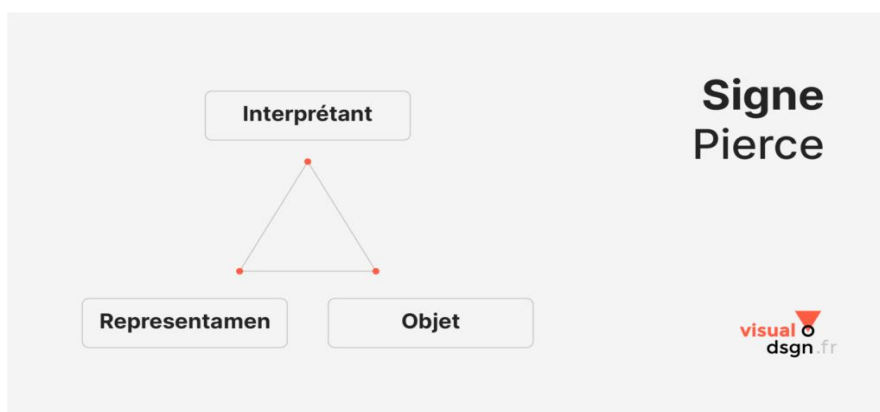 Interprétant
Signe
Pierce
Representamen
Objet
visual
dsgn.fr